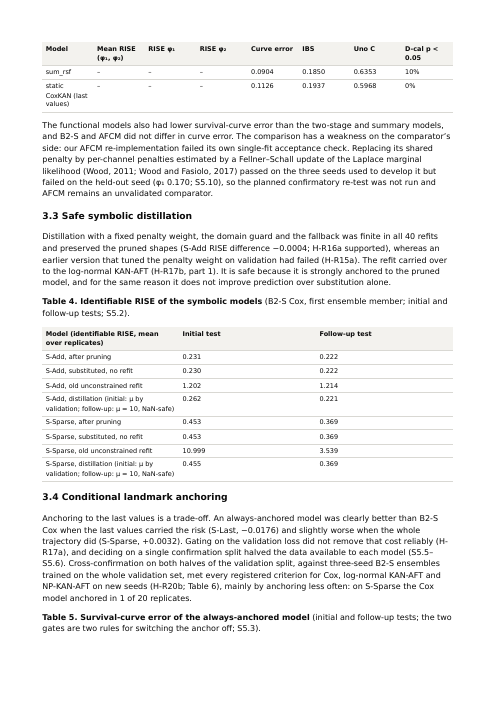 Model Mean RISE (φ₁, φ₂) RISE φ₁ RISE φ₂ Curve error IBS Uno C D-cal p < 0.05
sum_rsf – – – 0.0904 0.1850 0.6353 10%
static CoxKAN (last values) – – – 0.1126 0.1937 0.5968 0%
The functional models also had lower survival-curve error than the two-stage and summary models,
and B2-S and AFCM did not differ in curve error. The comparison has a weakness on the comparator’s
side: our AFCM re-implementation failed its own single-fit acceptance check. Replacing its shared
penalty by per-channel penalties estimated by a Fellner–Schall update of the Laplace marginal
likelihood (Wood, 2011; Wood and Fasiolo, 2017) passed on the three seeds used to develop it but
failed on the held-out seed (φ₁ 0.170; S5.10), so the planned confirmatory re-test was not run and
AFCM remains an unvalidated comparator.
3.3 Safe symbolic distillation
Distillation with a fixed penalty weight, the domain guard and the fallback was finite in all 40 refits
and preserved the pruned shapes (S-Add RISE difference −0.0004; H-R16a supported), whereas an
earlier version that tuned the penalty weight on validation had failed (H-R15a). The refit carried over
to the log-normal KAN-AFT (H-R17b, part 1). It is safe because it is strongly anchored to the pruned
model, and for the same reason it does not improve prediction over substitution alone.
Table 4. Identifiable RISE of the symbolic models (B2-S Cox, first ensemble member; initial and
follow-up tests; S5.2).
Model (identifiable RISE, mean over replicates) Initial test Follow-up test
S-Add, after pruning 0.231 0.222
S-Add, substituted, no refit 0.230 0.222
S-Add, old unconstrained refit 1.202 1.214
S-Add, distillation (initial: μ by validation; follow-up: μ = 10, NaN-safe) 0.262 0.221
S-Sparse, after pruning 0.453 0.369
S-Sparse, substituted, no refit 0.453 0.369
S-Sparse, old unconstrained refit 10.999 3.539
S-Sparse, distillation (initial: μ by validation; follow-up: μ = 10, NaN-safe) 0.455 0.369
3.4 Conditional landmark anchoring
Anchoring to the last values is a trade-off. An always-anchored model was clearly better than B2-S
Cox when the last values carried the risk (S-Last, −0.0176) and slightly worse when the whole
trajectory did (S-Sparse, +0.0032). Gating on the validation loss did not remove that cost reliably (H-
R17a), and deciding on a single confirmation split halved the data available to each model (S5.5–
S5.6). Cross-confirmation on both halves of the validation split, against three-seed B2-S ensembles
trained on the whole validation set, met every registered criterion for Cox, log-normal KAN-AFT and
NP-KAN-AFT on new seeds (H-R20b; Table 6), mainly by anchoring less often: on S-Sparse the Cox
model anchored in 1 of 20 replicates.
Table 5. Survival-curve error of the always-anchored model (initial and follow-up tests; the two
gates are two rules for switching the anchor off; S5.3).